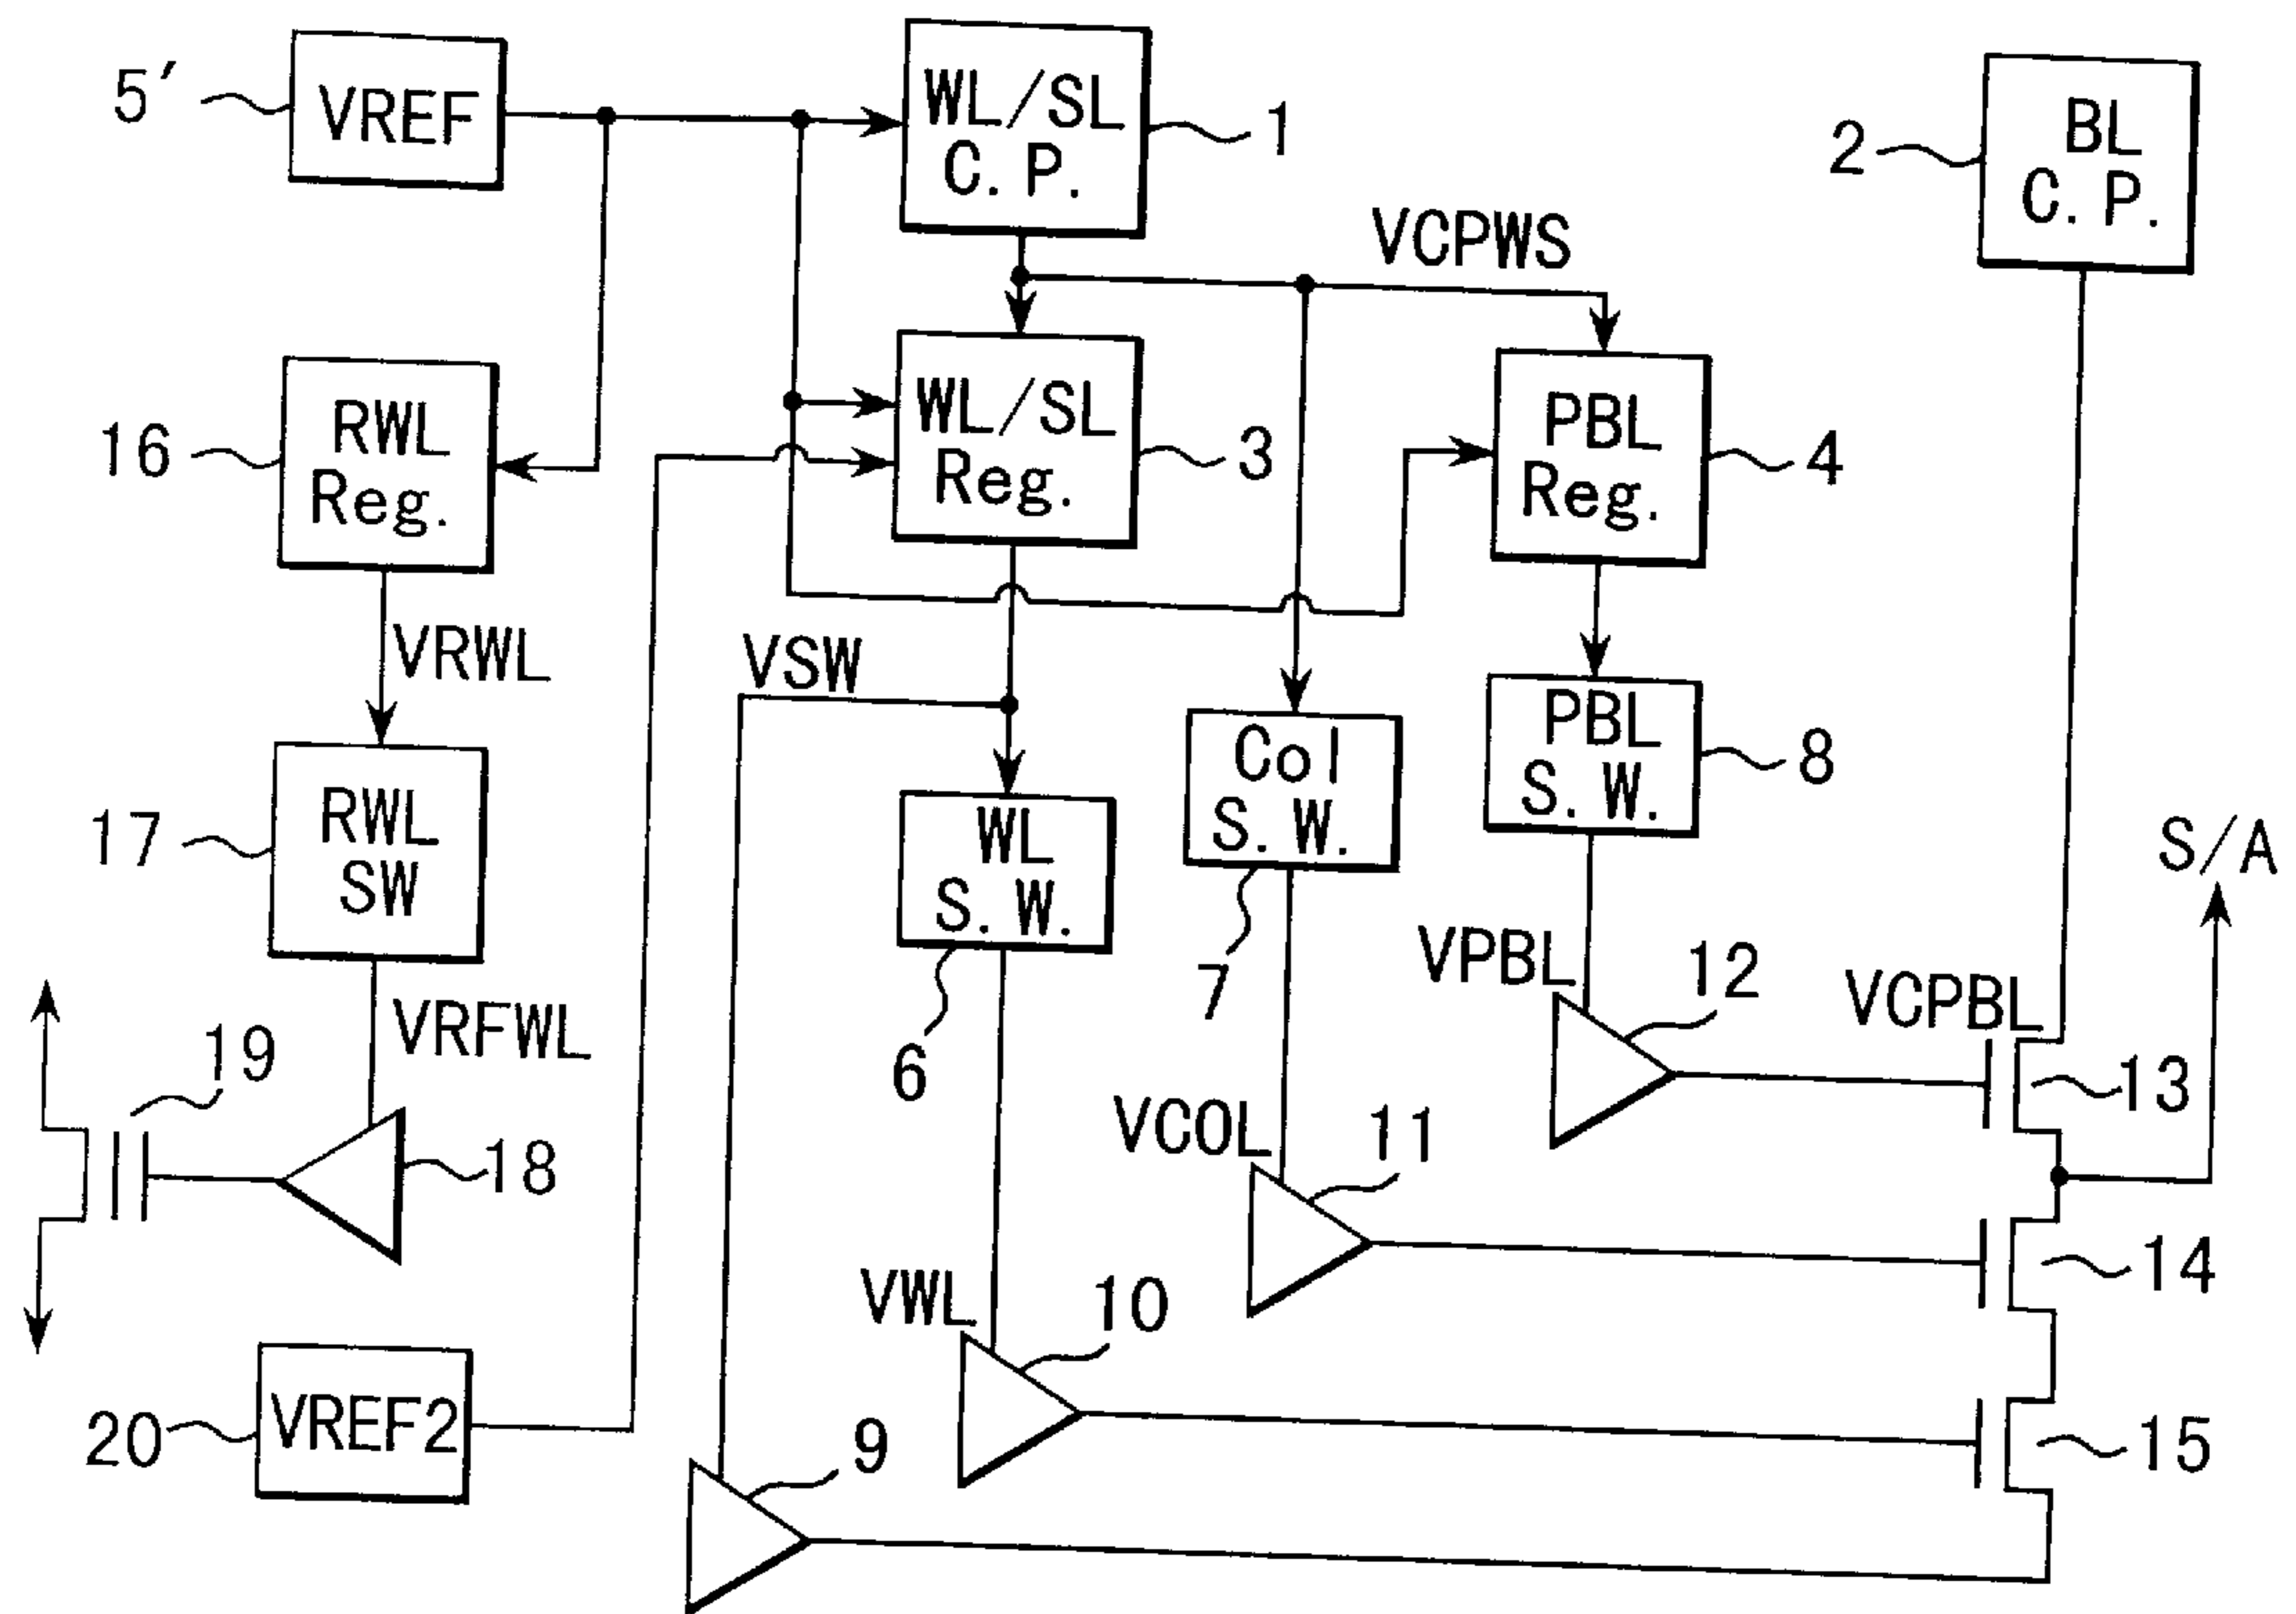 5′
VREF
WL/SL
C. P.
1
2
BL
C. P.
VCPWS
16
RWL
Reg.
WL/SL
Reg.
3
PBL
Reg.
4
VRWL
VSW
17
RWL
SW
WL
S. W.
6
Col
S. W.
7
PBL
S. W.
8
S/A
VRFWL
19
18
VPBL
12
VCPBL
13
VCOL
11
14
VWL
10
15
20
VREF2
9